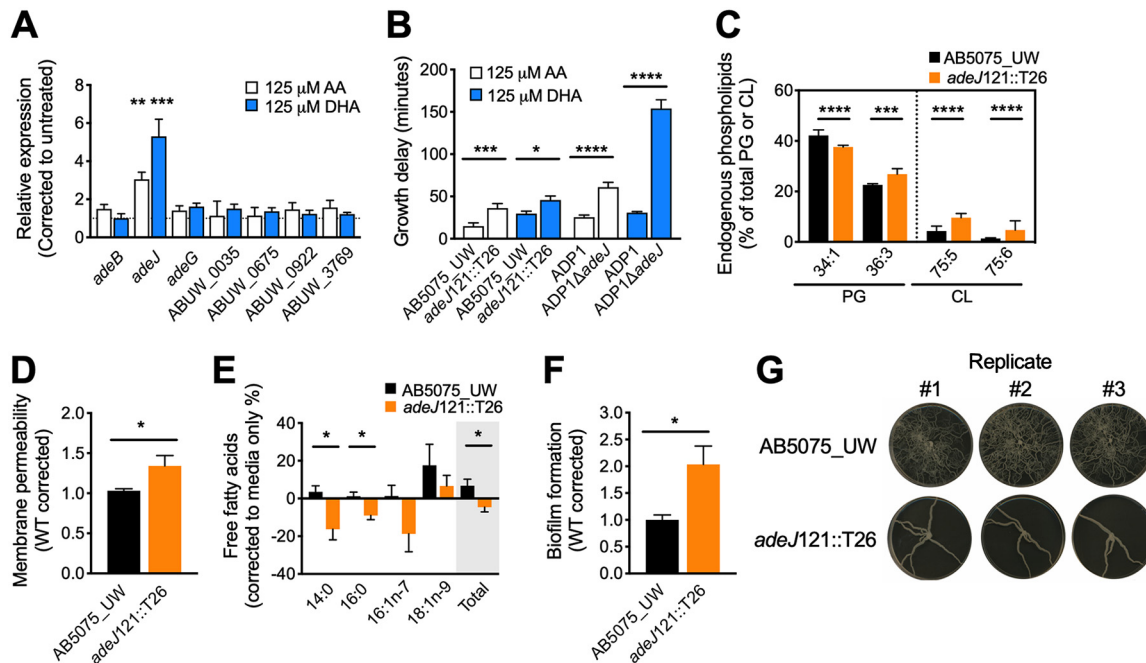 A
Relative expression
(Corrected to untreated)
10
8
6
4
2
0
** ***
125 μM AA
125 μM DHA
adeB
adeJ
adeG
ABUW_0035
ABUW_0675
ABUW_0922
ABUW_3769
B
Growth delay (minutes)
200
150
100
50
0
125 μM AA
125 μM DHA
***
*
****
****
AB5075_UW
adeJ121::T26
AB5075_UW
adeJ121::T26
ADP1
ADP1ΔadeJ
ADP1
ADP1ΔadeJ
C
AB5075_UW
adeJ121::T26
Endogenous phospholipids
(% of total PG or CL)
60
40
20
0
****
***
****
****
34:1
36:3
75:5
75:6
PG
CL
D
Membrane permeability
(WT corrected)
2.0
1.5
1.0
0.5
0.0
*
AB5075_UW
adeJ121::T26
E
AB5075_UW
adeJ121::T26
Free fatty acids
(corrected to media only %)
40
20
0
-20
-40
*
*
*
14:0
16:0
16:1n-7
18:1n-9
Total
F
Biofilm formation
(WT corrected)
3.0
2.5
2.0
1.5
1.0
0.5
0.0
*
AB5075_UW
adeJ121::T26
G
Replicate
#1 #2 #3
AB5075_UW
adeJ121::T26